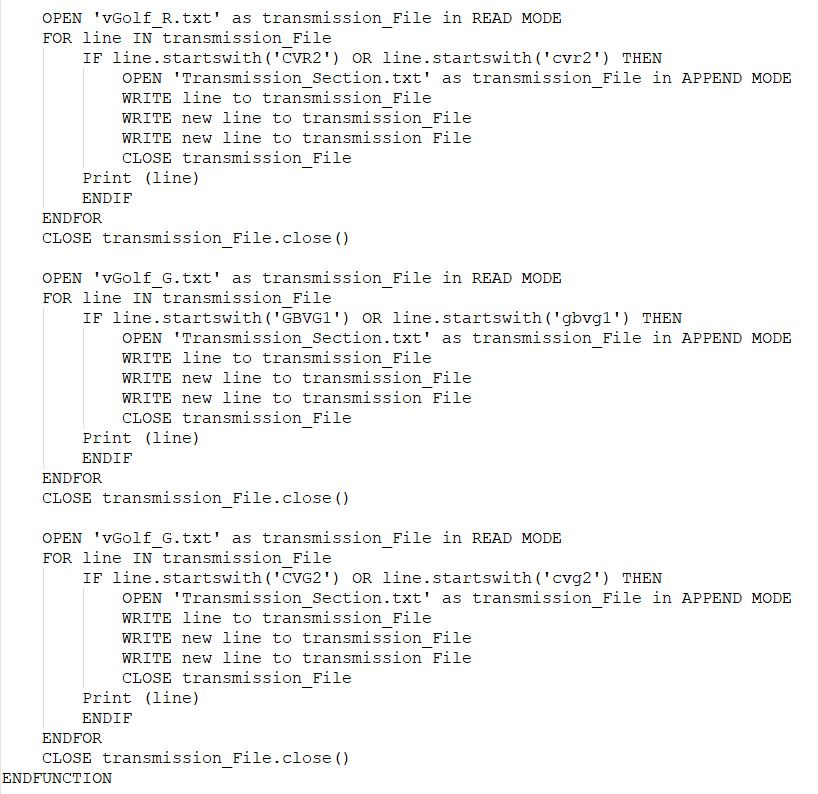 OPEN 'vGolf_R.txt' as transmission_File in READ MODE
FOR line IN transmission_File
IF line.startswith('CVR2') OR line.startswith('cvr2') THEN
OPEN 'Transmission_Section.txt' as transmission_File in APPEND MODE
WRITE line to transmission_File
WRITE new line to transmission_File
WRITE new line to transmission_File
CLOSE transmission_File
Print (line)
ENDIF
ENDFOR
CLOSE transmission_File.close()
OPEN 'vGolf_G.txt' as transmission_File in READ MODE
FOR line IN transmission_File
IF line.startswith('GBVG1') OR line.startswith('gbvg1') THEN
OPEN 'Transmission_Section.txt' as transmission_File in APPEND MODE
WRITE line to transmission_File
WRITE new line to transmission_File
WRITE new line to transmission_File
CLOSE transmission_File
Print (line)
ENDIF
ENDFOR
CLOSE transmission_File.close()
OPEN 'vGolf_G.txt' as transmission_File in READ MODE
FOR line IN transmission_File
IF line.startswith('CVG2') OR line.startswith('cvg2') THEN
OPEN 'Transmission_Section.txt' as transmission_File in APPEND MODE
WRITE line to transmission_File
WRITE new line to transmission_File
WRITE new line to transmission_File
CLOSE transmission_File
Print (line)
ENDIF
ENDFOR
CLOSE transmission_File.close()
ENDFUNCTION